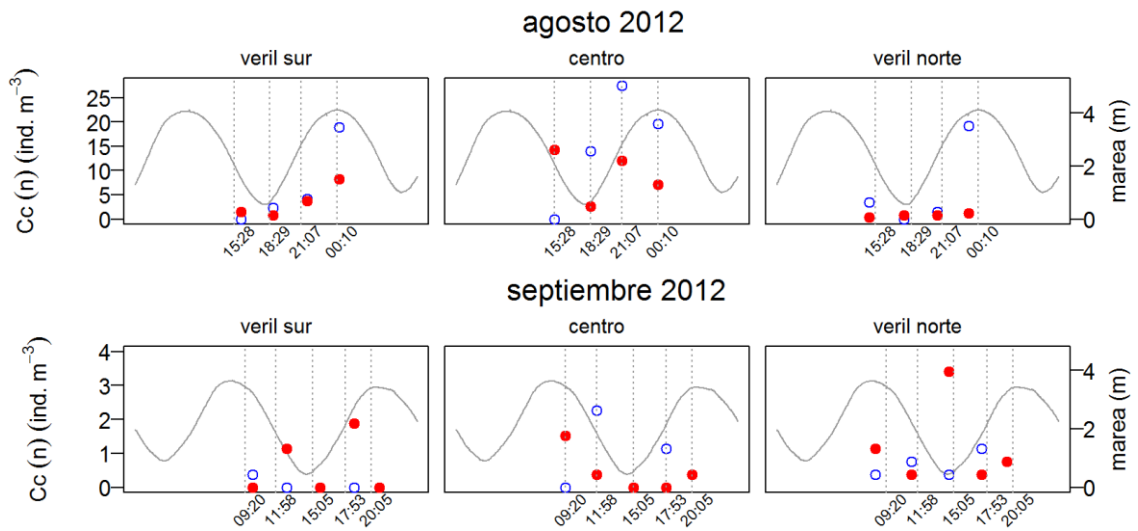 agosto 2012
veril sur centro veril norte
Cc (n) (ind. m⁻³)
25
20
15
10
5
0
4
2
0
marea (m)
15:28 18:29 21:07 00:10 15:28 18:29 21:07 00:10 15:28 18:29 21:07 00:10
septiembre 2012
veril sur centro veril norte
Cc (n) (ind. m⁻³)
4
3
2
1
0
4
2
0
marea (m)
09:20 11:58 15:05 17:53 20:05 09:20 11:58 15:05 17:53 20:05 09:20 11:58 15:05 17:53 20:05